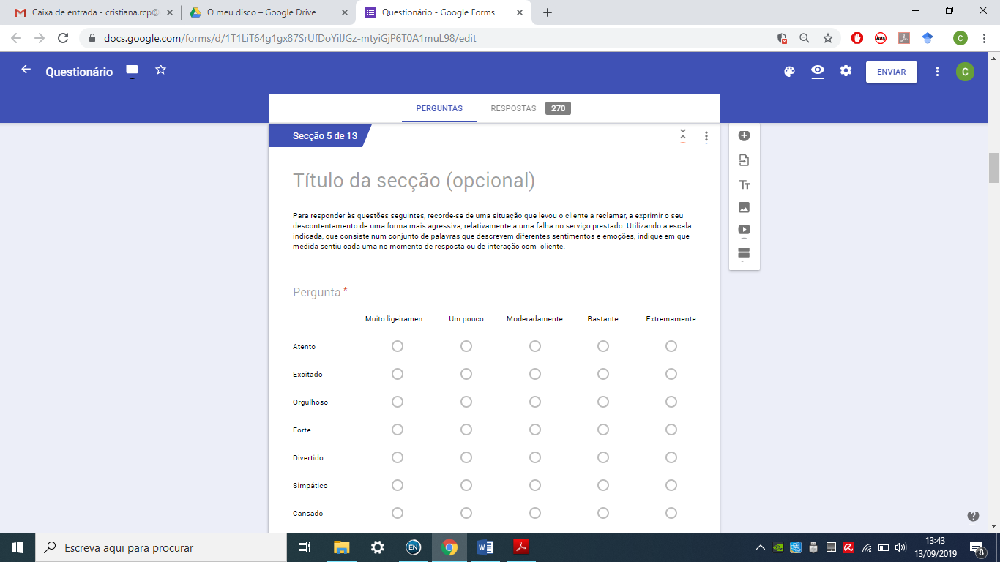 Caixa de entrada - cristiana.rcp@
O meu disco – Google Drive
Questionário - Google Forms
docs.google.com/forms/d/1T1LiT64g1gx87SrUfDoYiIJGz-mtyiGjP6T0A1muL98/edit
C
Questionário
ENVIAR
C
PERGUNTAS
RESPOSTAS 270
Secção 5 de 13
Título da secção (opcional)
Para responder às questões seguintes, recorde-se de uma situação que levou o cliente a reclamar, a exprimir o seu
descontentamento de uma forma mais agressiva, relativamente a uma falha no serviço prestado. Utilizando a escala
indicada, que consiste num conjunto de palavras que descrevem diferentes sentimentos e emoções, indique em que
medida sentiu cada uma no momento de resposta ou de interação com cliente.
Pergunta *
Muito ligeiramen... Um pouco Moderadamente Bastante Extremamente
Atento
Excitado
Orgulhoso
Forte
Divertido
Simpático
Cansado
Escreva aqui para procurar
EN
13:43
13/09/2019
8